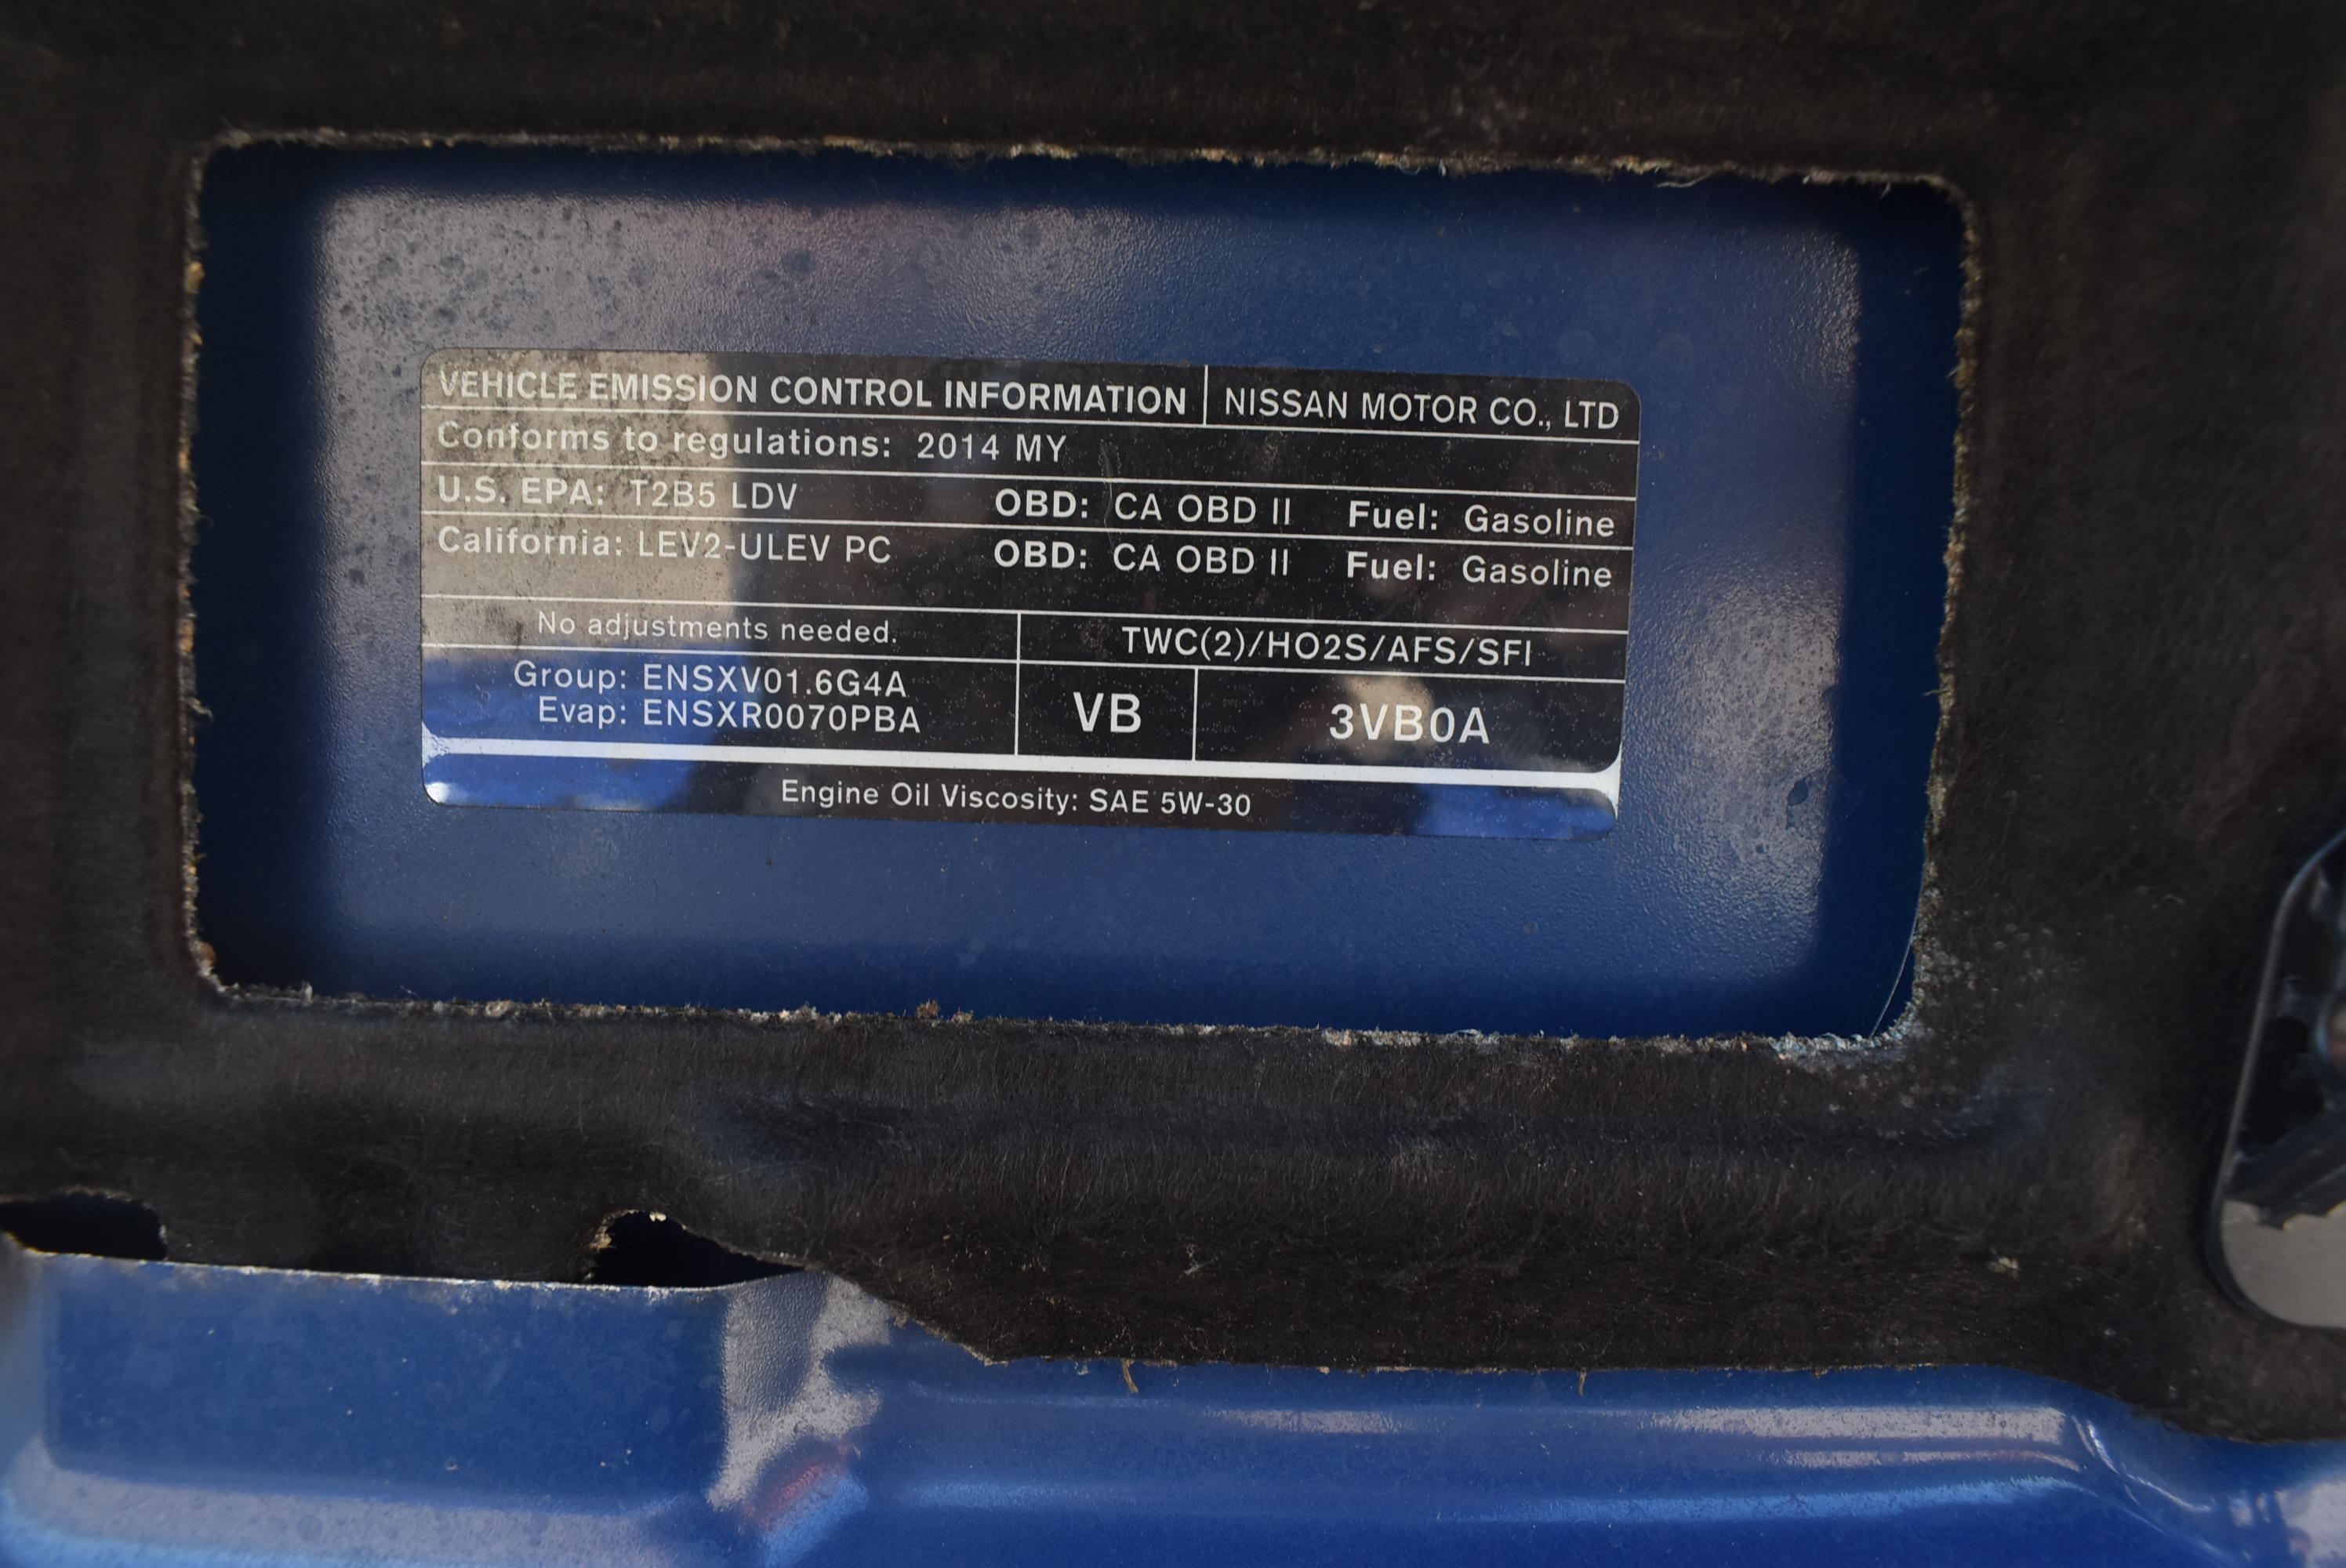 VEHICLE EMISSION CONTROL INFORMATION NISSAN MOTOR CO., LTD
Conforms to regulations: 2014 MY
U.S. EPA: T2B5 LDV OBD: CA OBD II Fuel: Gasoline
California: LEV2-ULEV PC OBD: CA OBD II Fuel: Gasoline
No adjustments needed. TWC(2)/HO2S/AFS/SFI
Group: ENSXV01.6G4A
Evap: ENSXR0070PBA
VB 3VB0A
Engine Oil Viscosity: SAE 5W-30